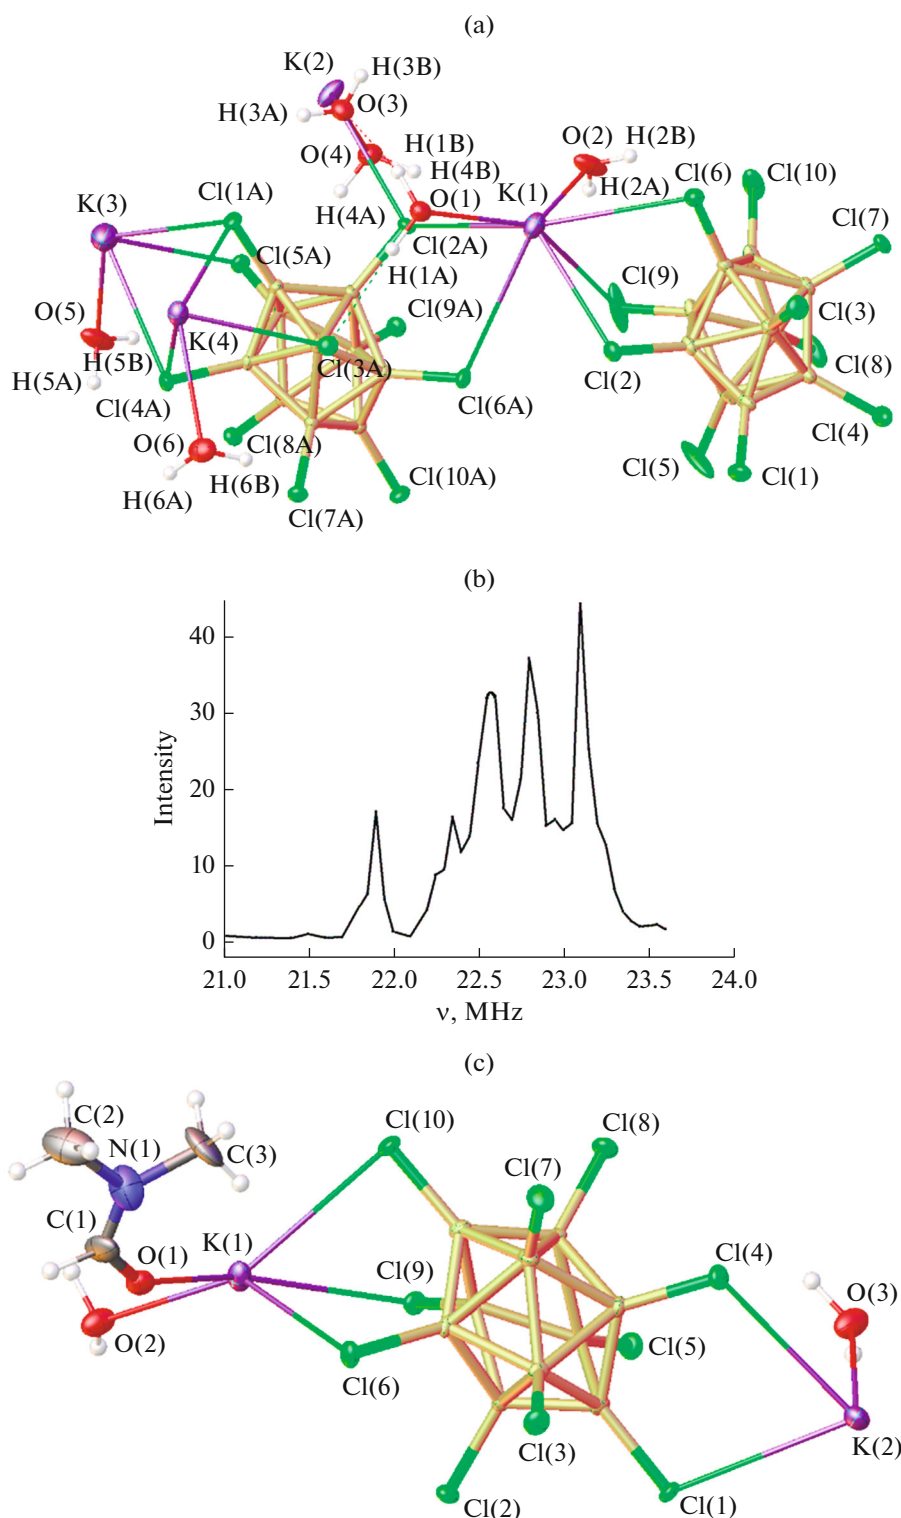 (a)
K(2)
H(3B)
H(3A)
O(3)
O(4)
H(1B)
H(4B)
O(2)
H(2B)
H(2A)
Cl(6)
Cl(10)
Cl(1A)
K(3)
H(4A)
O(1)
K(1)
Cl(7)
Cl(2A)
Cl(5A)
H(1A)
Cl(9)
Cl(9A)
Cl(3)
O(5)
H(5B)
K(4)
Cl(3A)
H(5A)
Cl(4A)
Cl(6A)
Cl(2)
Cl(8)
Cl(4)
O(6)
Cl(8A)
H(6B)
H(6A)
Cl(10A)
Cl(7A)
Cl(5)
Cl(1)
(b)
Intensity
40
30
20
10
0
21.0 21.5 22.0 22.5 23.0 23.5 24.0
ν, MHz
(c)
C(2)
N(1)
C(3)
Cl(10)
Cl(8)
Cl(7)
C(1)
O(1)
K(1)
Cl(9)
Cl(4)
O(3)
O(2)
Cl(6)
Cl(5)
Cl(3)
K(2)
Cl(2)
Cl(1)